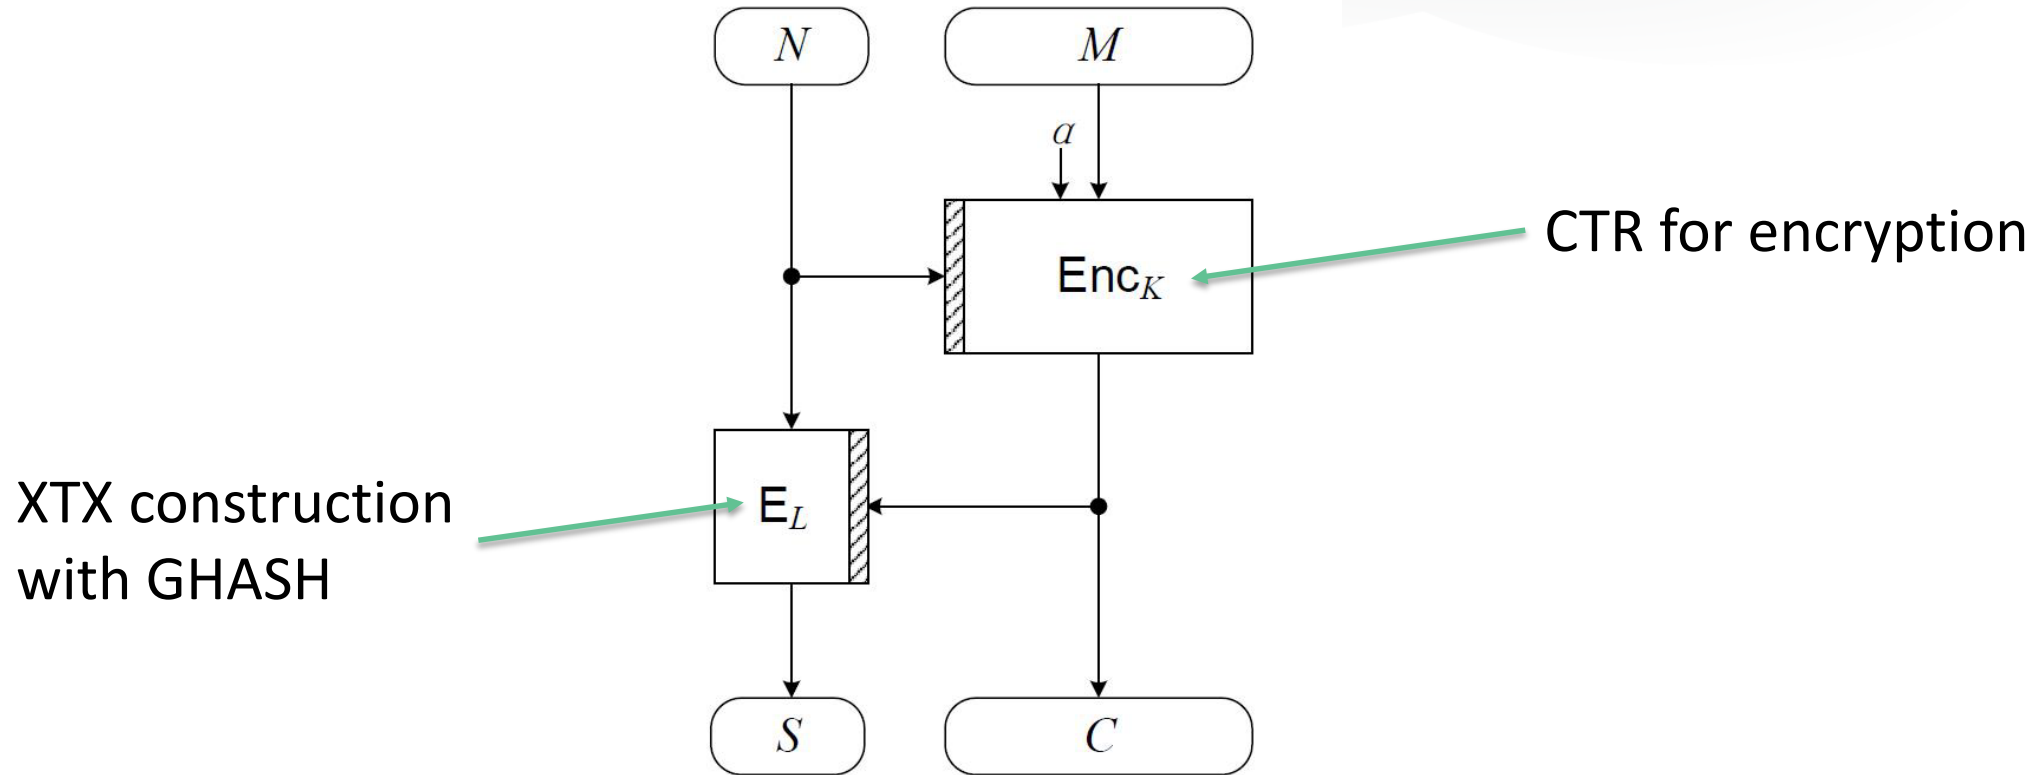 N
M
a
Enc_K
CTR for encryption
XTX construction
with GHASH
E_L
S
C